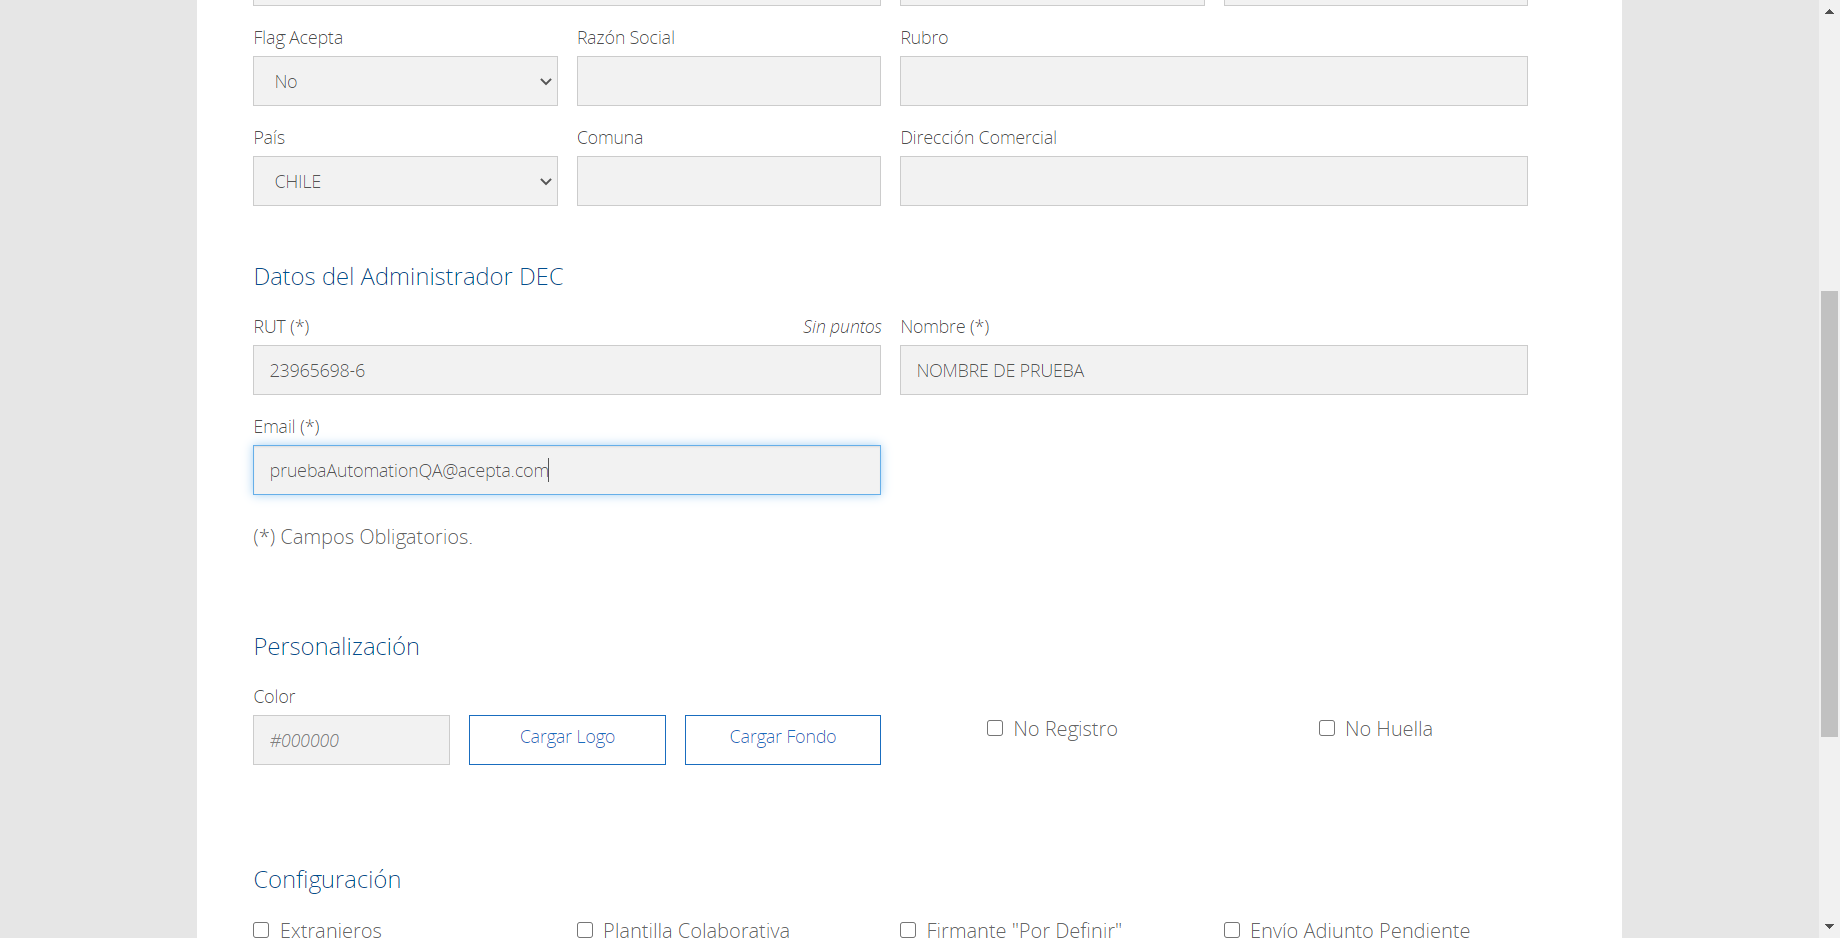 Flag Acepta
Razón Social
Rubro
No
País
Comuna
Dirección Comercial
CHILE
Datos del Administrador DEC
RUT (*)
Sin puntos
Nombre (*)
23965698-6
NOMBRE DE PRUEBA
Email (*)
pruebaAutomationQA@acepta.com
(*) Campos Obligatorios.
Personalización
Color
#000000
Cargar Logo
Cargar Fondo
No Registro
No Huella
Configuración
Extranjeros
Plantilla Colaborativa
Firmante "Por Definir"
Envío Adjunto Pendiente